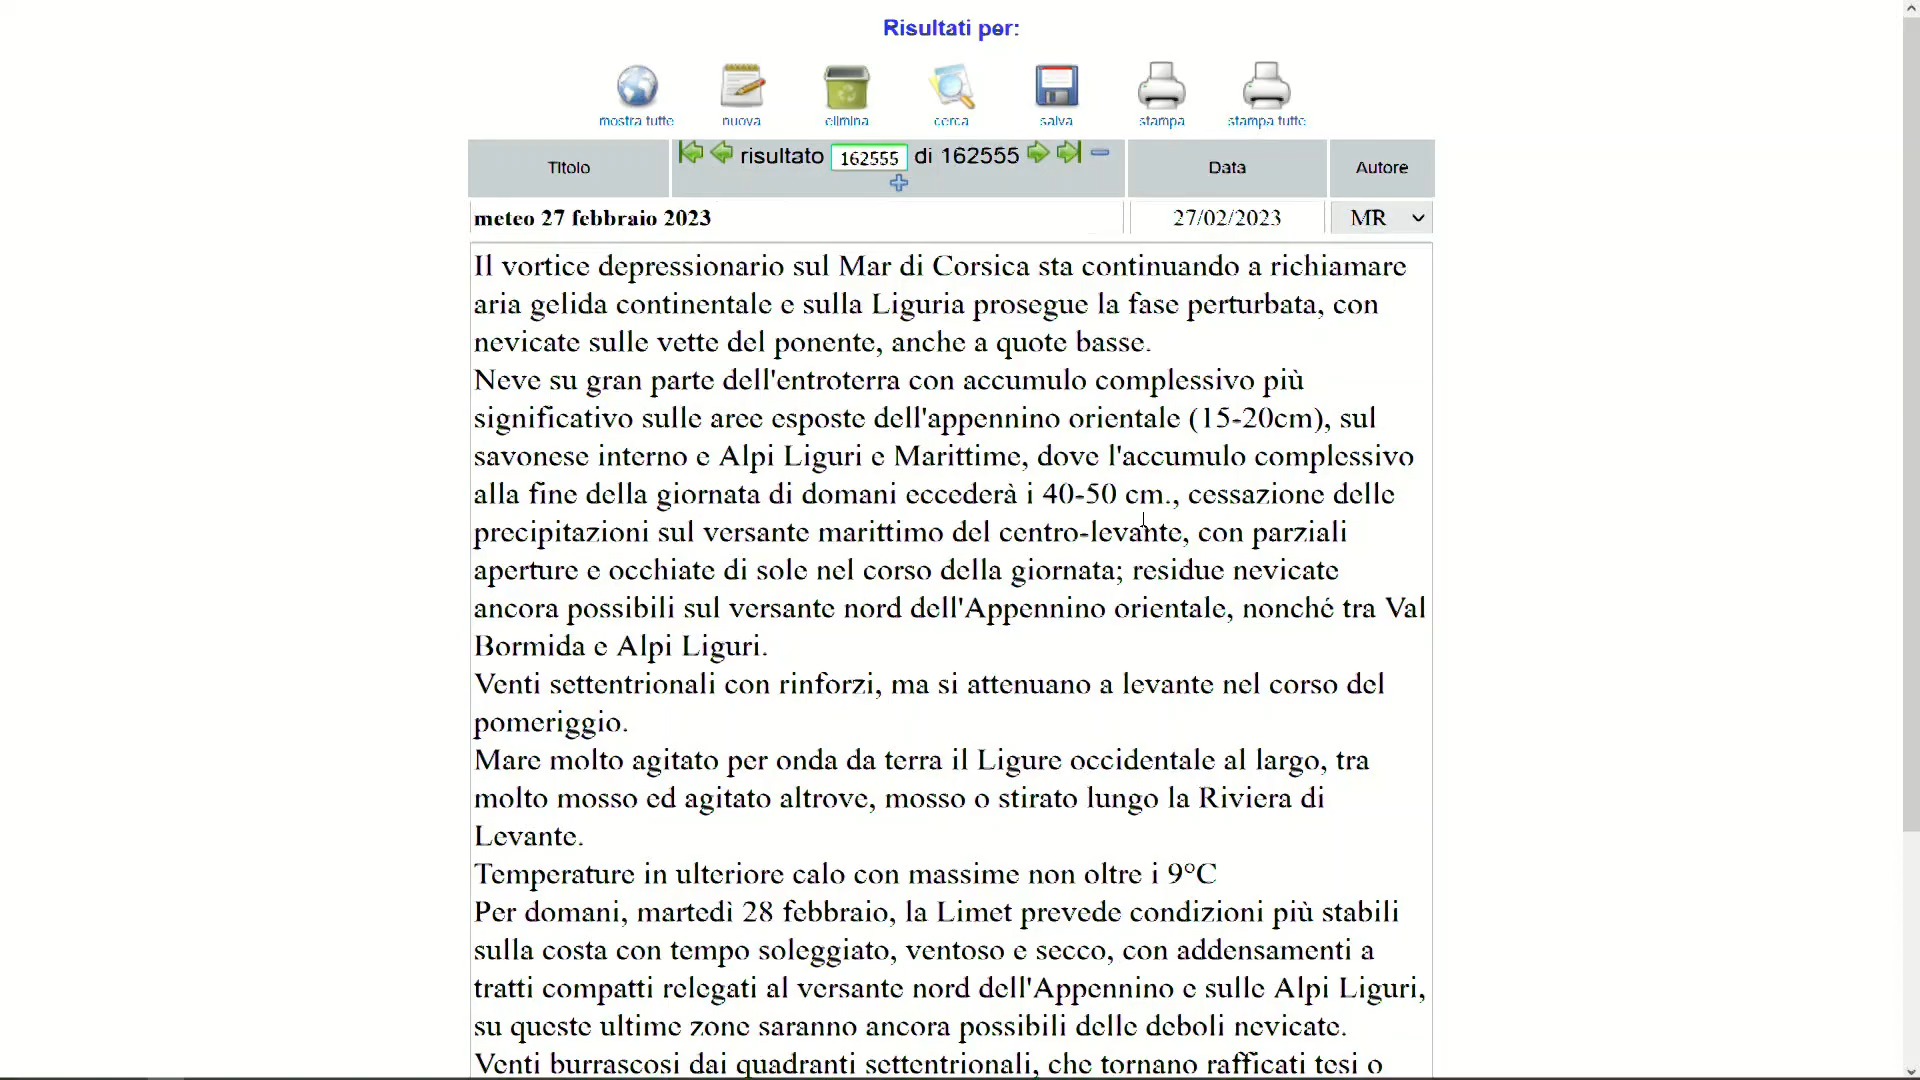 Risultati per:
mostra tutte nuova elimina cerca salva stampa stampa tutte
Titolo risultato 162555 di 162555 Data Autore
meteo 27 febbraio 2023 27/02/2023 MR
Il vortice depressionario sul Mar di Corsica sta continuando a richiamare
aria gelida continentale e sulla Liguria prosegue la fase perturbata, con
nevicate sulle vette del ponente, anche a quote basse.
Neve su gran parte dell'entroterra con accumulo complessivo più
significativo sulle aree esposte dell'appennino orientale (15-20cm), sul
savonese interno e Alpi Liguri e Marittime, dove l'accumulo complessivo
alla fine della giornata di domani eccederà i 40-50 cm., cessazione delle
precipitazioni sul versante marittimo del centro-levante, con parziali
aperture e occhiate di sole nel corso della giornata; residue nevicate
ancora possibili sul versante nord dell'Appennino orientale, nonché tra Val
Bormida e Alpi Liguri.
Venti settentrionali con rinforzi, ma si attenuano a levante nel corso del
pomeriggio.
Mare molto agitato per onda da terra il Ligure occidentale al largo, tra
molto mosso ed agitato altrove, mosso o stirato lungo la Riviera di
Levante.
Temperature in ulteriore calo con massime non oltre i 9°C
Per domani, martedì 28 febbraio, la Limet prevede condizioni più stabili
sulla costa con tempo soleggiato, ventoso e secco, con addensamenti a
tratti compatti relegati al versante nord dell'Appennino e sulle Alpi Liguri,
su queste ultime zone saranno ancora possibili delle deboli nevicate.
Venti burrascosi dai quadranti settentrionali, che tornano rafficati tesi o